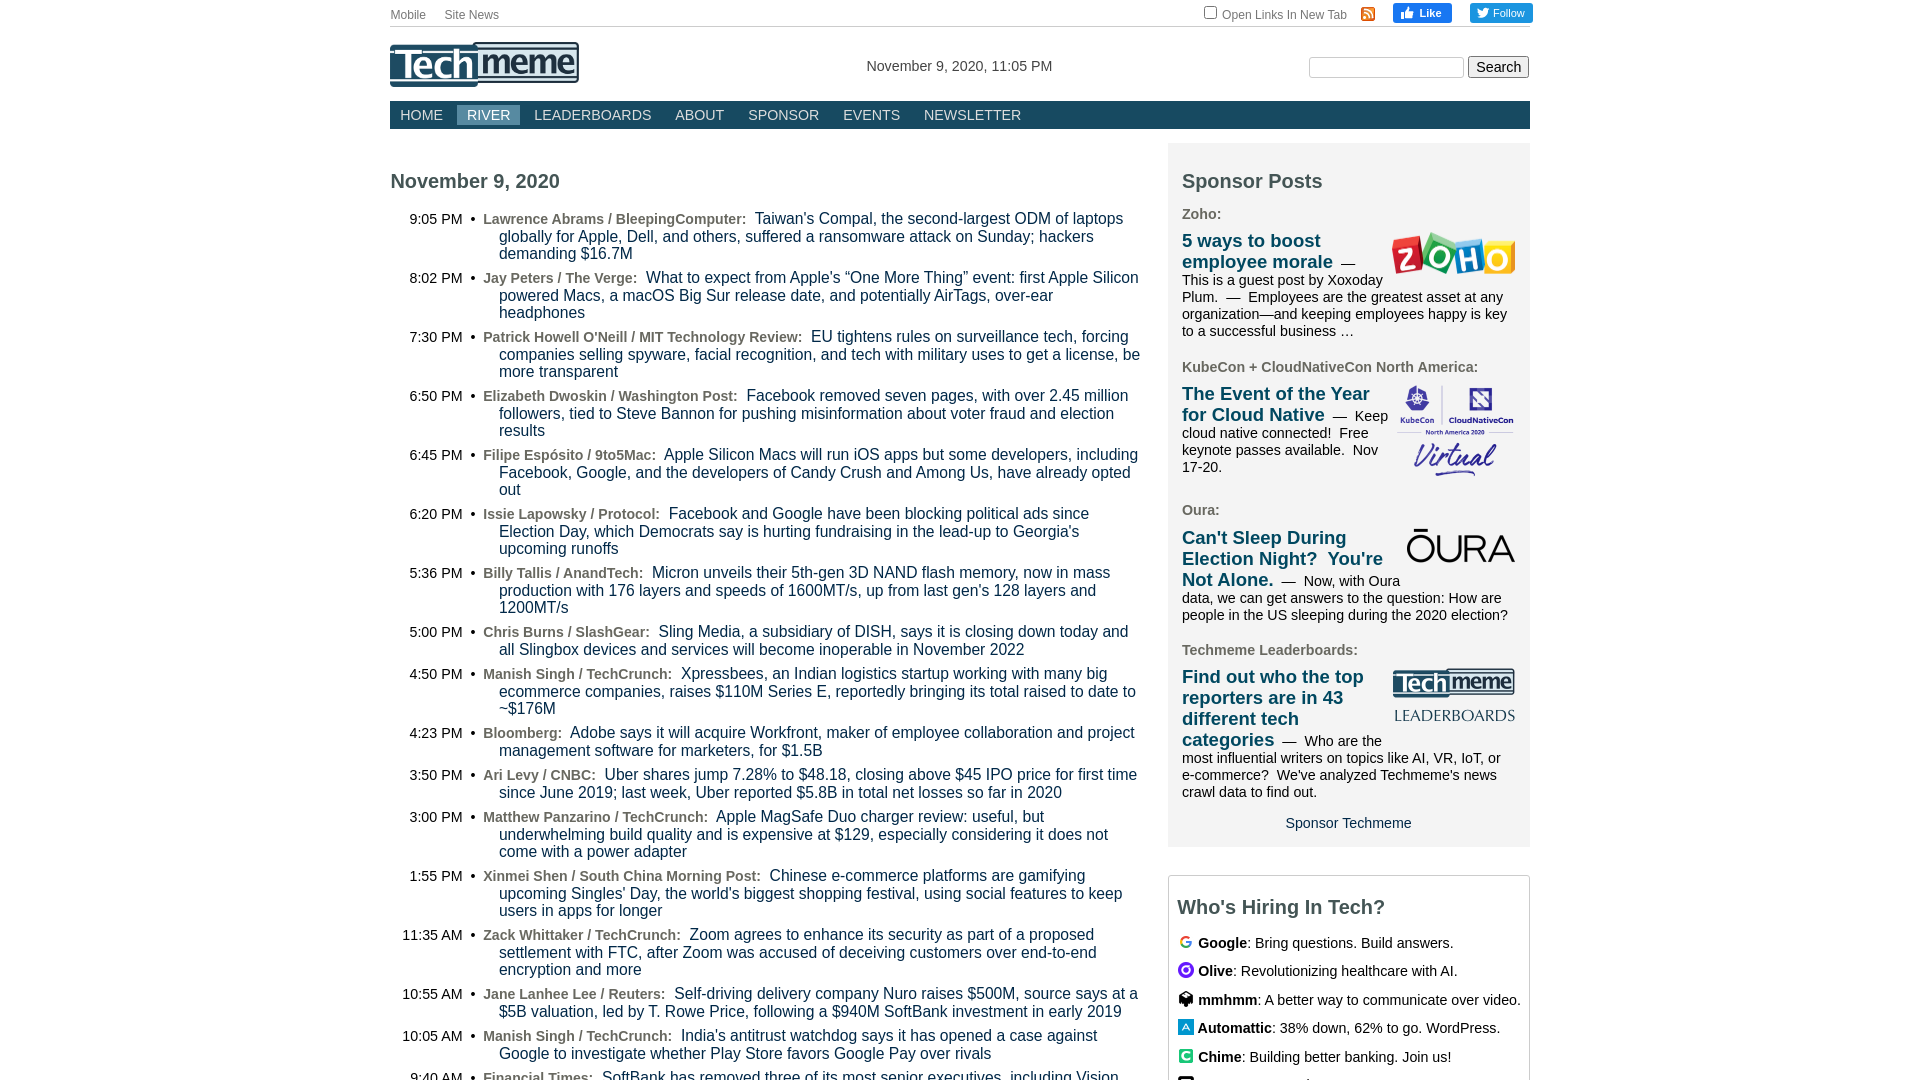 Mobile Site News Open Links In New Tab Like Follow
Techmeme
November 9, 2020, 11:05 PM
Search
HOME RIVER LEADERBOARDS ABOUT SPONSOR EVENTS NEWSLETTER
November 9, 2020
9:05 PM • Lawrence Abrams / BleepingComputer: Taiwan's Compal, the second-largest ODM of laptops
globally for Apple, Dell, and others, suffered a ransomware attack on Sunday; hackers
demanding $16.7M
8:02 PM • Jay Peters / The Verge: What to expect from Apple's “One More Thing” event: first Apple Silicon
powered Macs, a macOS Big Sur release date, and potentially AirTags, over-ear
headphones
7:30 PM • Patrick Howell O'Neill / MIT Technology Review: EU tightens rules on surveillance tech, forcing
companies selling spyware, facial recognition, and tech with military uses to get a license, be
more transparent
6:50 PM • Elizabeth Dwoskin / Washington Post: Facebook removed seven pages, with over 2.45 million
followers, tied to Steve Bannon for pushing misinformation about voter fraud and election
results
6:45 PM • Filipe Espósito / 9to5Mac: Apple Silicon Macs will run iOS apps but some developers, including
Facebook, Google, and the developers of Candy Crush and Among Us, have already opted
out
6:20 PM • Issie Lapowsky / Protocol: Facebook and Google have been blocking political ads since
Election Day, which Democrats say is hurting fundraising in the lead-up to Georgia's
upcoming runoffs
5:36 PM • Billy Tallis / AnandTech: Micron unveils their 5th-gen 3D NAND flash memory, now in mass
production with 176 layers and speeds of 1600MT/s, up from last gen's 128 layers and
1200MT/s
5:00 PM • Chris Burns / SlashGear: Sling Media, a subsidiary of DISH, says it is closing down today and
all Slingbox devices and services will become inoperable in November 2022
4:50 PM • Manish Singh / TechCrunch: Xpressbees, an Indian logistics startup working with many big
ecommerce companies, raises $110M Series E, reportedly bringing its total raised to date to
~$176M
4:23 PM • Bloomberg: Adobe says it will acquire Workfront, maker of employee collaboration and project
management software for marketers, for $1.5B
3:50 PM • Ari Levy / CNBC: Uber shares jump 7.28% to $48.18, closing above $45 IPO price for first time
since June 2019; last week, Uber reported $5.8B in total net losses so far in 2020
3:00 PM • Matthew Panzarino / TechCrunch: Apple MagSafe Duo charger review: useful, but
underwhelming build quality and is expensive at $129, especially considering it does not
come with a power adapter
1:55 PM • Xinmei Shen / South China Morning Post: Chinese e-commerce platforms are gamifying
upcoming Singles' Day, the world's biggest shopping festival, using social features to keep
users in apps for longer
11:35 AM • Zack Whittaker / TechCrunch: Zoom agrees to enhance its security as part of a proposed
settlement with FTC, after Zoom was accused of deceiving customers over end-to-end
encryption and more
10:55 AM • Jane Lanhee Lee / Reuters: Self-driving delivery company Nuro raises $500M, source says at a
$5B valuation, led by T. Rowe Price, following a $940M SoftBank investment in early 2019
10:05 AM • Manish Singh / TechCrunch: India's antitrust watchdog says it has opened a case against
Google to investigate whether Play Store favors Google Pay over rivals
9:40 AM • Financial Times: SoftBank has removed three of its most senior executives, including Vision
Sponsor Posts
Zoho:
ZOHO
5 ways to boost
employee morale —
This is a guest post by Xoxoday
Plum. — Employees are the greatest asset at any
organization—and keeping employees happy is key
to a successful business …
KubeCon + CloudNativeCon North America:
The Event of the Year
for Cloud Native — Keep
cloud native connected! Free
keynote passes available. Nov
17-20.
KubeCon CloudNativeCon
North America 2020
Virtual
Oura:
ŌURA
Can't Sleep During
Election Night? You're
Not Alone. — Now, with Oura
data, we can get answers to the question: How are
people in the US sleeping during the 2020 election?
Techmeme Leaderboards:
Techmeme
LEADERBOARDS
Find out who the top
reporters are in 43
different tech
categories — Who are the
most influential writers on topics like AI, VR, IoT, or
e-commerce? We've analyzed Techmeme's news
crawl data to find out.
Sponsor Techmeme
Who's Hiring In Tech?
Google: Bring questions. Build answers.
Olive: Revolutionizing healthcare with AI.
mmhmm: A better way to communicate over video.
Automattic: 38% down, 62% to go. WordPress.
Chime: Building better banking. Join us!